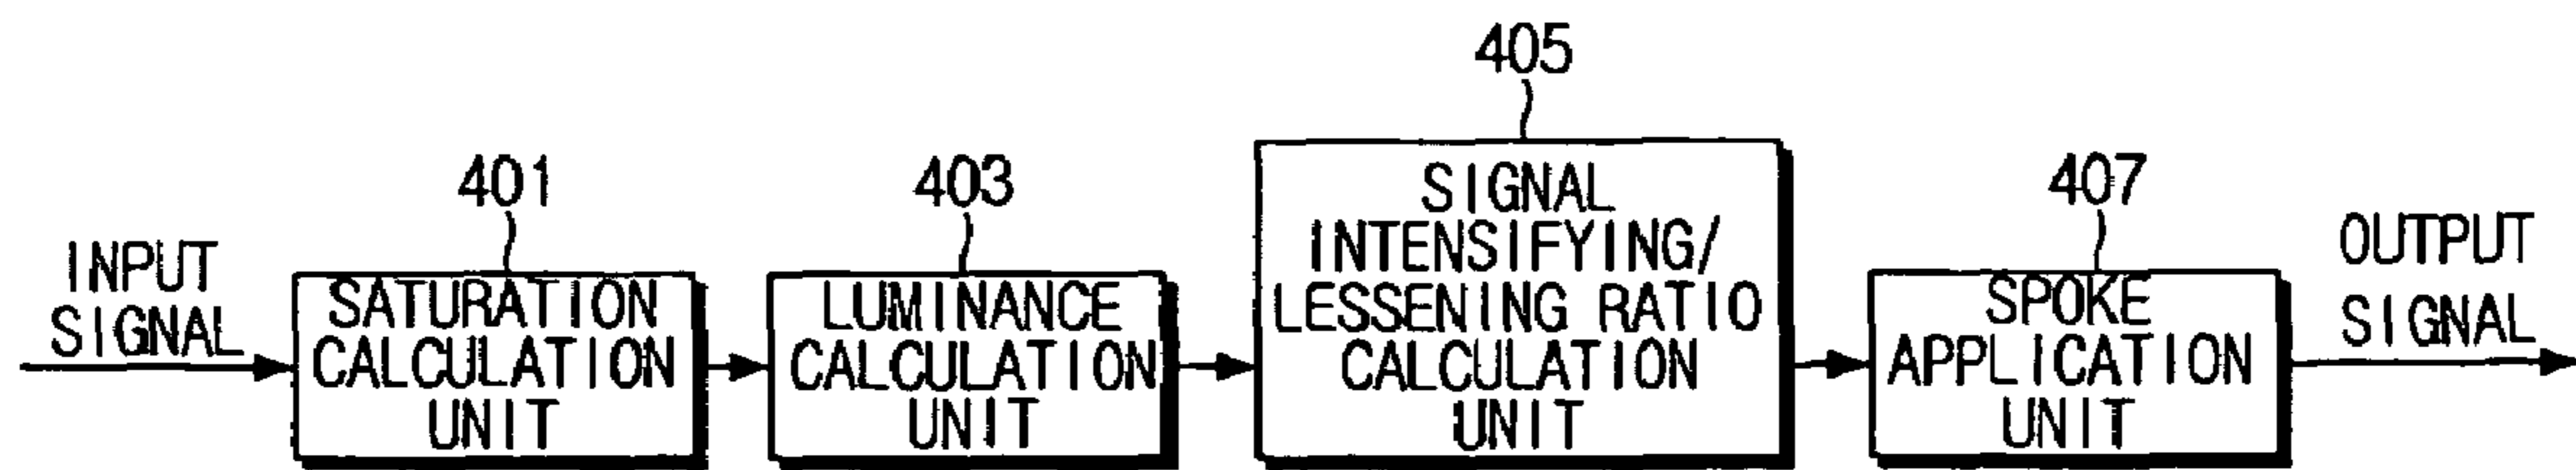 405
401
403
407
INPUT
SIGNAL
SATURATION
CALCULATION
UNIT
LUMINANCE
CALCULATION
UNIT
SIGNAL
INTENSIFYING/
LESSENING RATIO
CALCULATION
UNIT
SPOKE
APPLICATION
UNIT
OUTPUT
SIGNAL